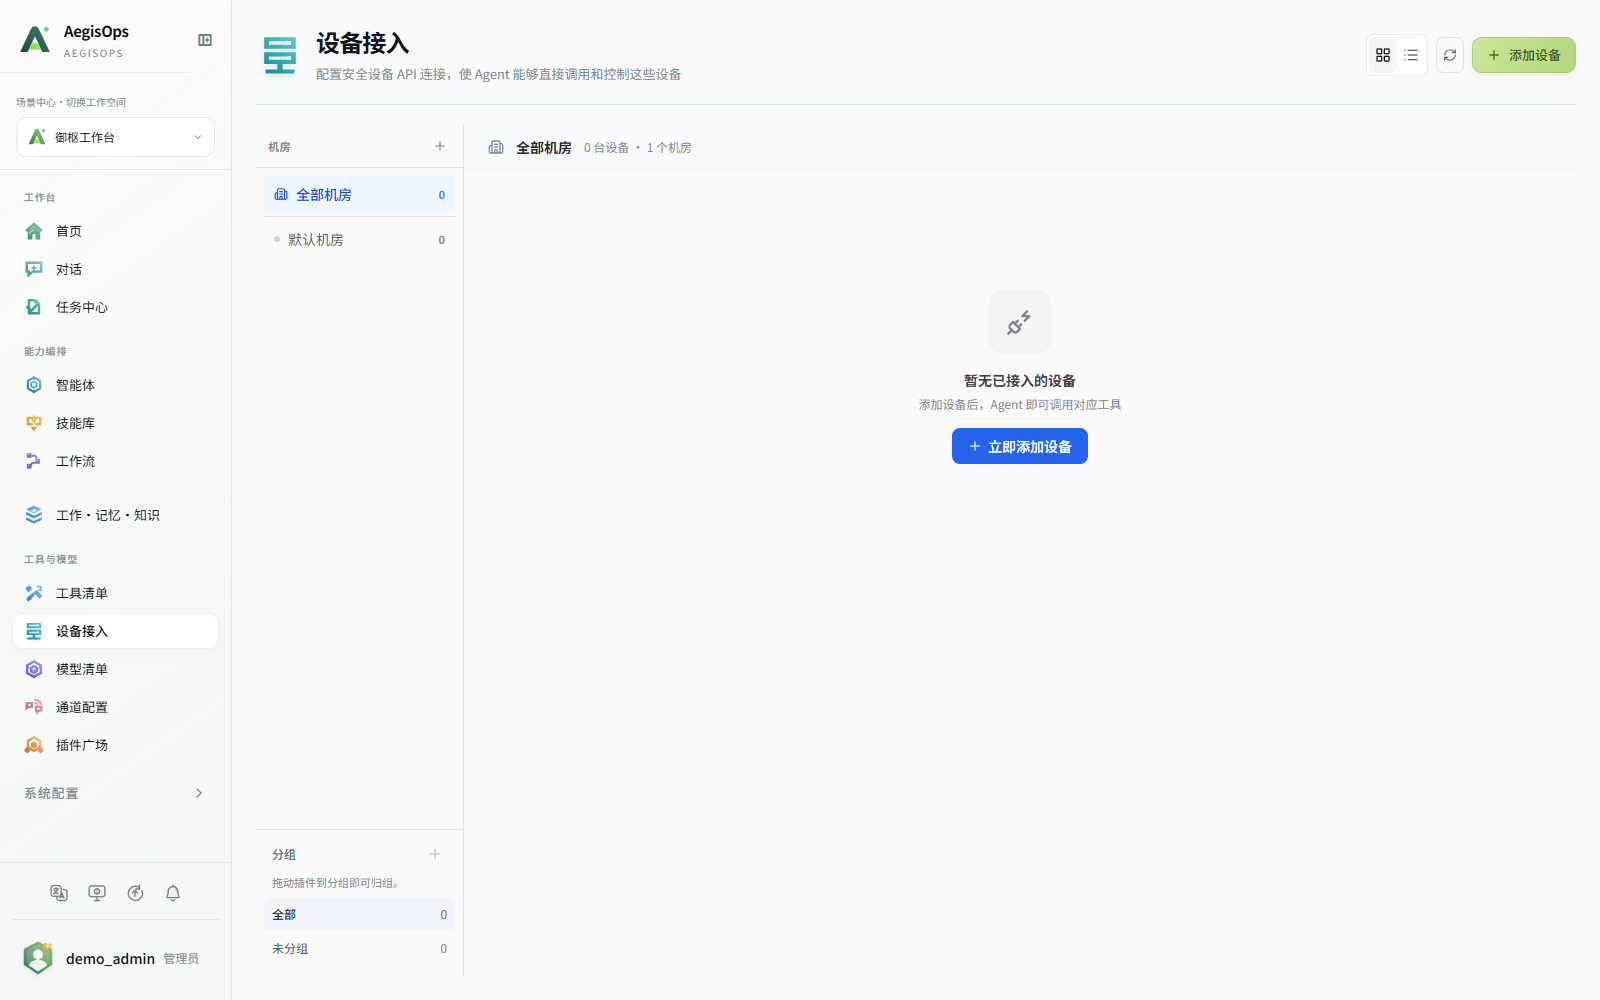 AegisOps
AEGISOPS
场景中心・切换工作空间
御枢工作台
工作台
首页
对话
任务中心
能力编排
智能体
技能库
工作流
工作・记忆・知识
工具与模型
工具清单
设备接入
模型清单
通道配置
插件广场
系统配置
demo_admin 管理员
设备接入
配置安全设备 API 连接，使 Agent 能够直接调用和控制这些设备
添加设备
机房
全部机房 0
默认机房 0
分组
拖动插件到分组即可归组。
全部 0
未分组 0
全部机房 0 台设备 • 1 个机房
暂无已接入的设备
添加设备后，Agent 即可调用对应工具
立即添加设备